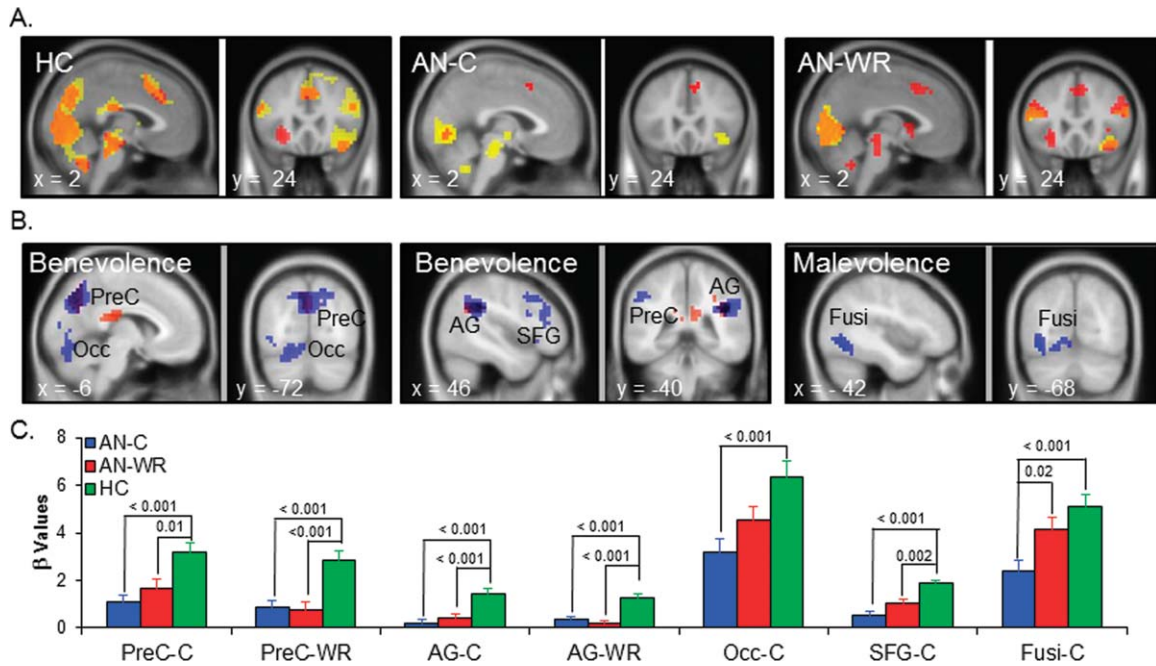 A.
HC AN-C AN-WR
x = 2 y = 24 x = 2 y = 24 x = 2 y = 24
B.
Benevolence Benevolence Malevolence
PreC PreC AG SFG PreC AG Fusi Fusi
Occ Occ
x = -6 y = -72 x = 46 y = -40 x = - 42 y = -68
C.
8
6
4
2
0
β Values
AN-C
AN-WR
HC
< 0.001
0.01
< 0.001
<0.001
< 0.001
< 0.001
< 0.001
< 0.001
< 0.001
< 0.001
0.002
< 0.001
0.02
PreC-C PreC-WR AG-C AG-WR Occ-C SFG-C Fusi-C